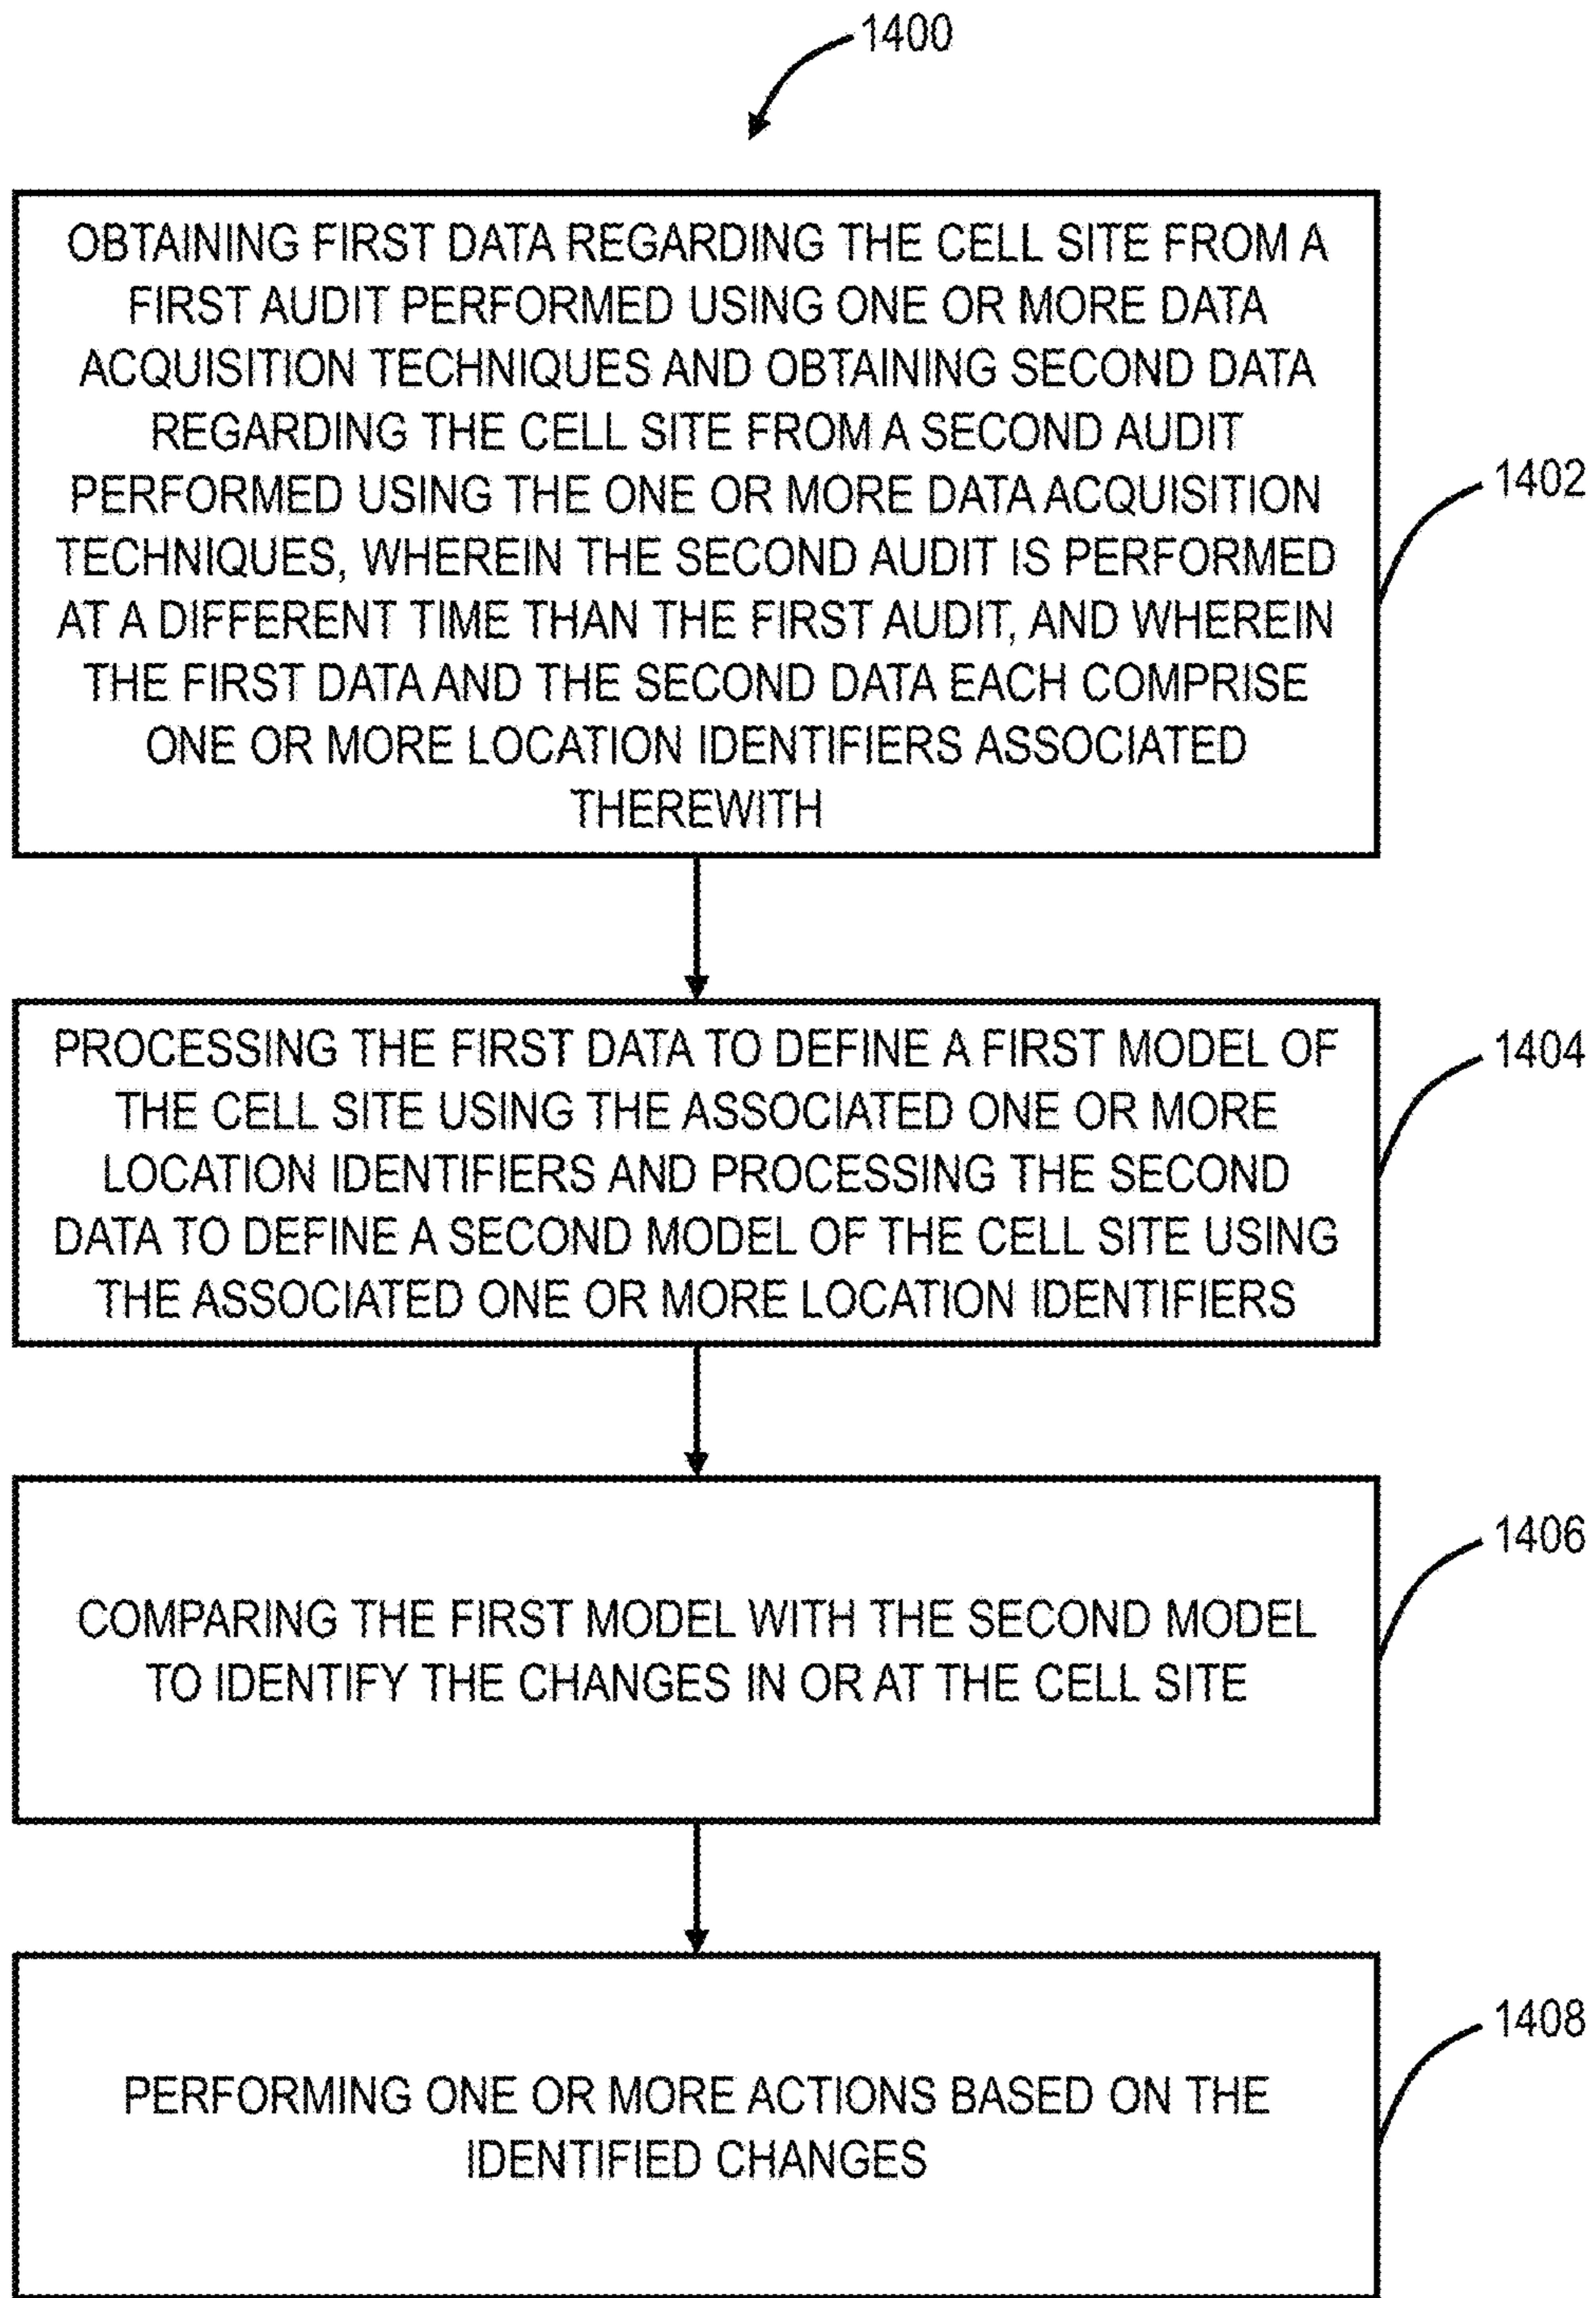 1400
OBTAINING FIRST DATA REGARDING THE CELL SITE FROM A
FIRST AUDIT PERFORMED USING ONE OR MORE DATA
ACQUISITION TECHNIQUES AND OBTAINING SECOND DATA
REGARDING THE CELL SITE FROM A SECOND AUDIT
PERFORMED USING THE ONE OR MORE DATA ACQUISITION
TECHNIQUES, WHEREIN THE SECOND AUDIT IS PERFORMED
AT A DIFFERENT TIME THAN THE FIRST AUDIT, AND WHEREIN
THE FIRST DATA AND THE SECOND DATA EACH COMPRISE
ONE OR MORE LOCATION IDENTIFIERS ASSOCIATED
THEREWITH
1402
PROCESSING THE FIRST DATA TO DEFINE A FIRST MODEL OF
THE CELL SITE USING THE ASSOCIATED ONE OR MORE
LOCATION IDENTIFIERS AND PROCESSING THE SECOND
DATA TO DEFINE A SECOND MODEL OF THE CELL SITE USING
THE ASSOCIATED ONE OR MORE LOCATION IDENTIFIERS
1404
COMPARING THE FIRST MODEL WITH THE SECOND MODEL
TO IDENTIFY THE CHANGES IN OR AT THE CELL SITE
1406
PERFORMING ONE OR MORE ACTIONS BASED ON THE
IDENTIFIED CHANGES
1408